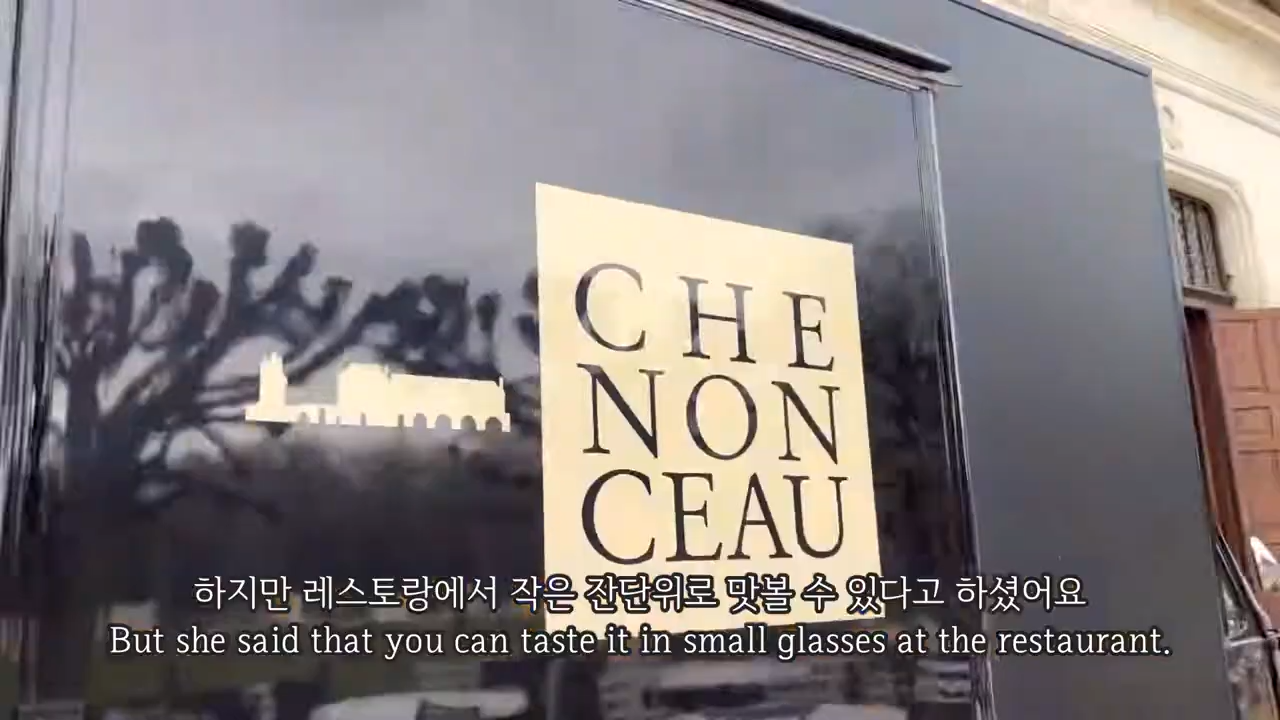 CHE
NON
CEAU
하지만 레스토랑에서 작은 잔단위로 맛볼 수 있다고 하셨어요
But she said that you can taste it in small glasses at the restaurant.